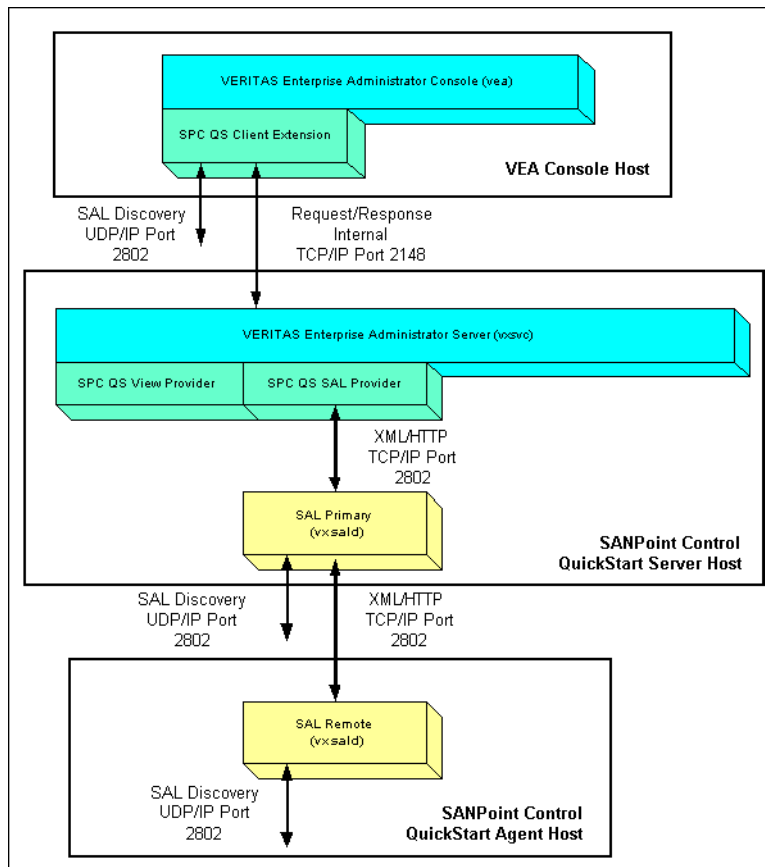 VERITAS Enterprise Administrator Console (vea)
SPC QS Client Extension
VEA Console Host
SAL Discovery
UDP/IP Port
2802
Request/Response
Internal
TCP/IP Port 2148
VERITAS Enterprise Administrator Server (vxsvc)
SPC QS View Provider
SPC QS SAL Provider
XML/HTTP
TCP/IP Port
2802
SAL Primary
(vxsald)
SANPoint Control
QuickStart Server Host
SAL Discovery
UDP/IP Port
2802
XML/HTTP
TCP/IP Port
2802
SAL Remote
(vxsald)
SAL Discovery
UDP/IP Port
2802
SANPoint Control
QuickStart Agent Host